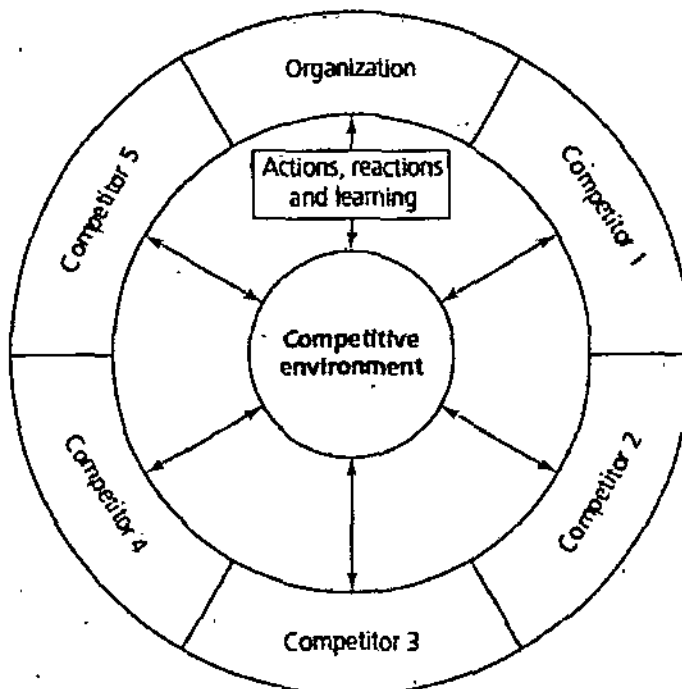 Organization
Competitor 1
Competitor 2
Competitor 3
Competitor 4
Competitor 5
Actions, reactions
and learning
Competitive
environment